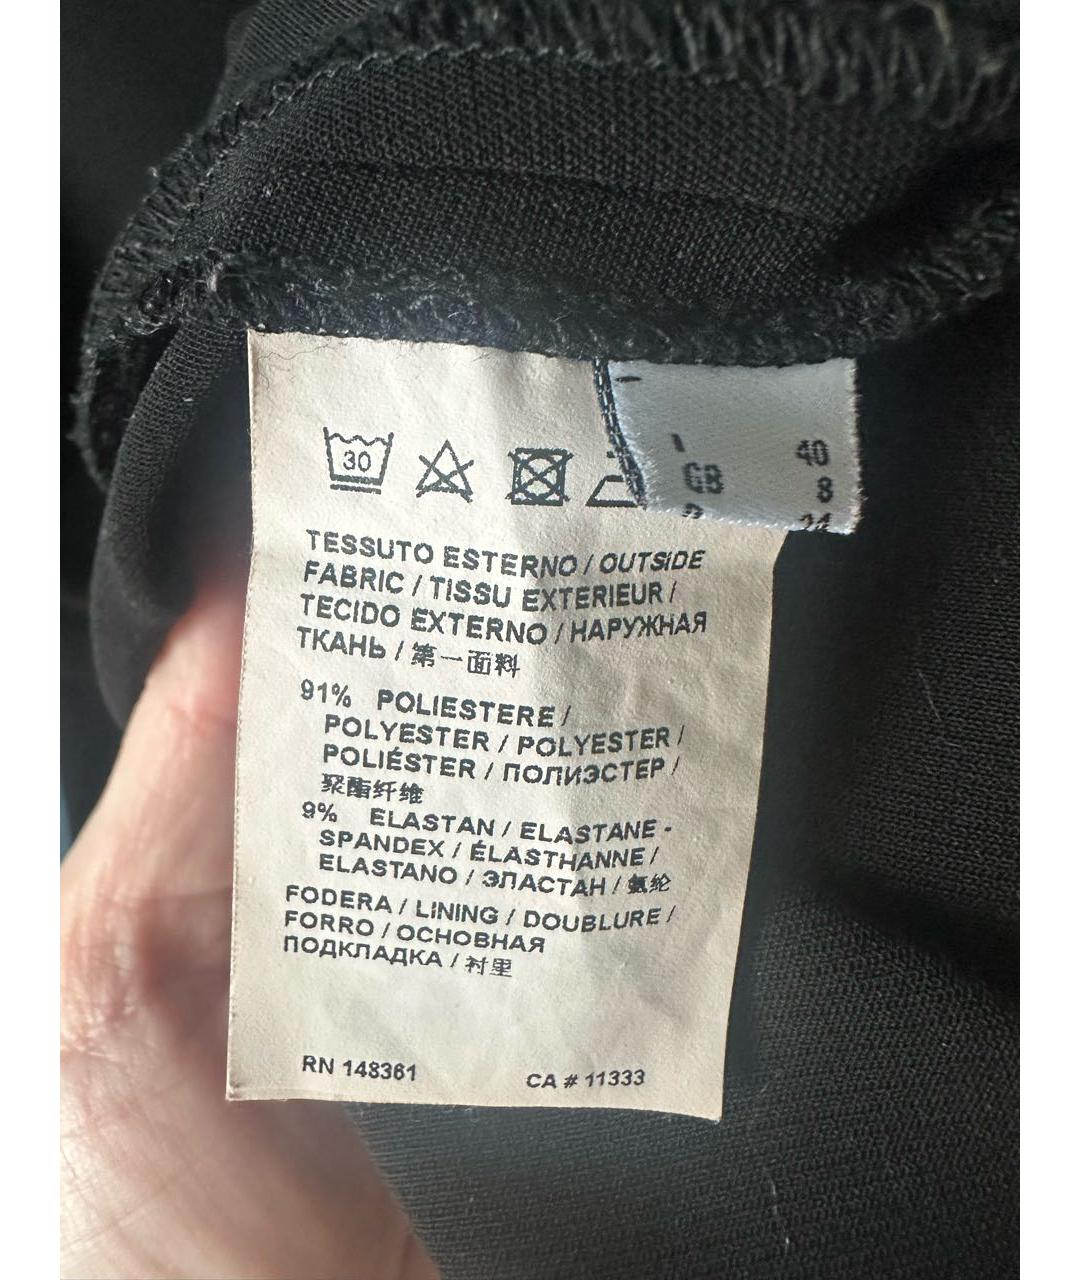 30
I 40
GB 8
TESSUTO ESTERNO / OUTSIDE
FABRIC / TISSU EXTERIEUR /
TECIDO EXTERNO / НАРУЖНАЯ
ТКАНЬ / 第一面料
91% POLIESTERE /
POLYESTER / POLYESTER /
POLIÉSTER / ПОЛИЭСТЕР /
聚酯纤维
9% ELASTAN / ELASTANE -
SPANDEX / ÉLASTHANNE /
ELASTANO / ЭЛАСТАН / 氨纶
FODERA / LINING / DOUBLURE /
FORRO / ОСНОВНАЯ
ПОДКЛАДКА / 衬里
RN 148361 CA # 11333